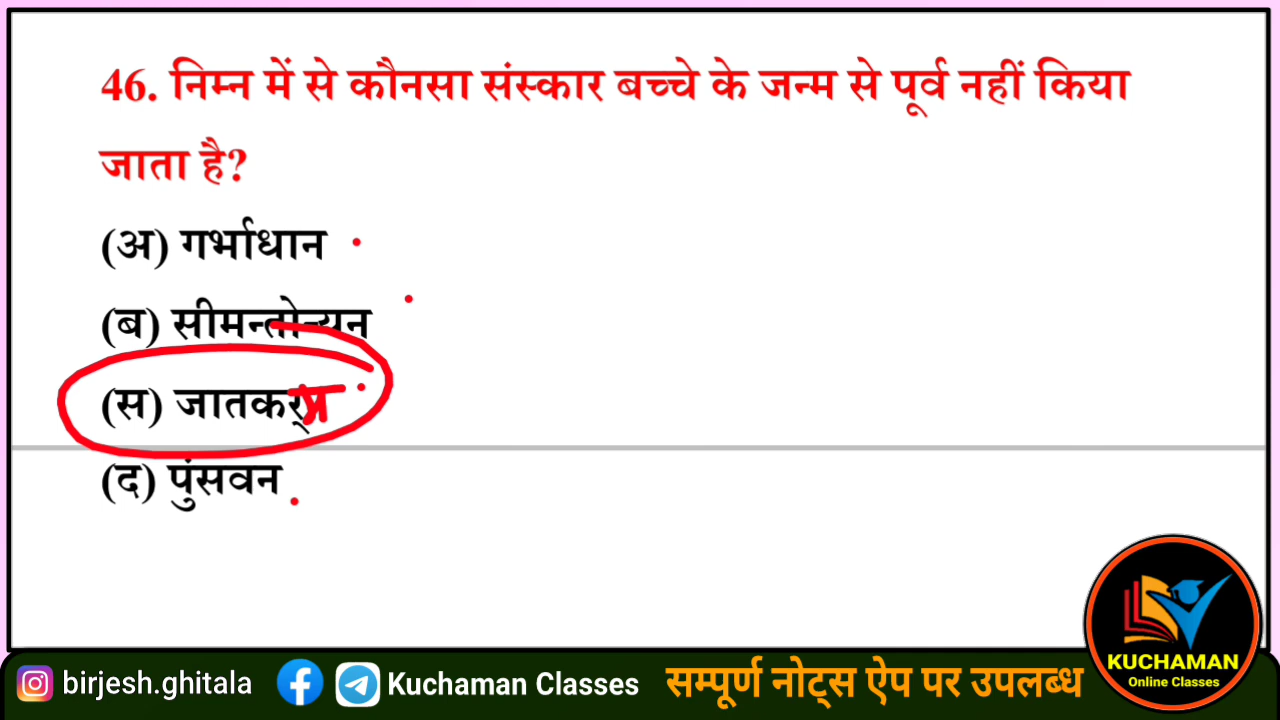 46. निम्न में से कौनसा संस्कार बच्चे के जन्म से पूर्व नहीं किया
जाता है?
(अ) गर्भाधान
(ब) सीमन्तोन्यन
(स) जातकर्म
(द) पुंसवन
KUCHAMAN
Online Classes
birjesh.ghitala Kuchaman Classes सम्पूर्ण नोट्स ऐप पर उपलब्ध